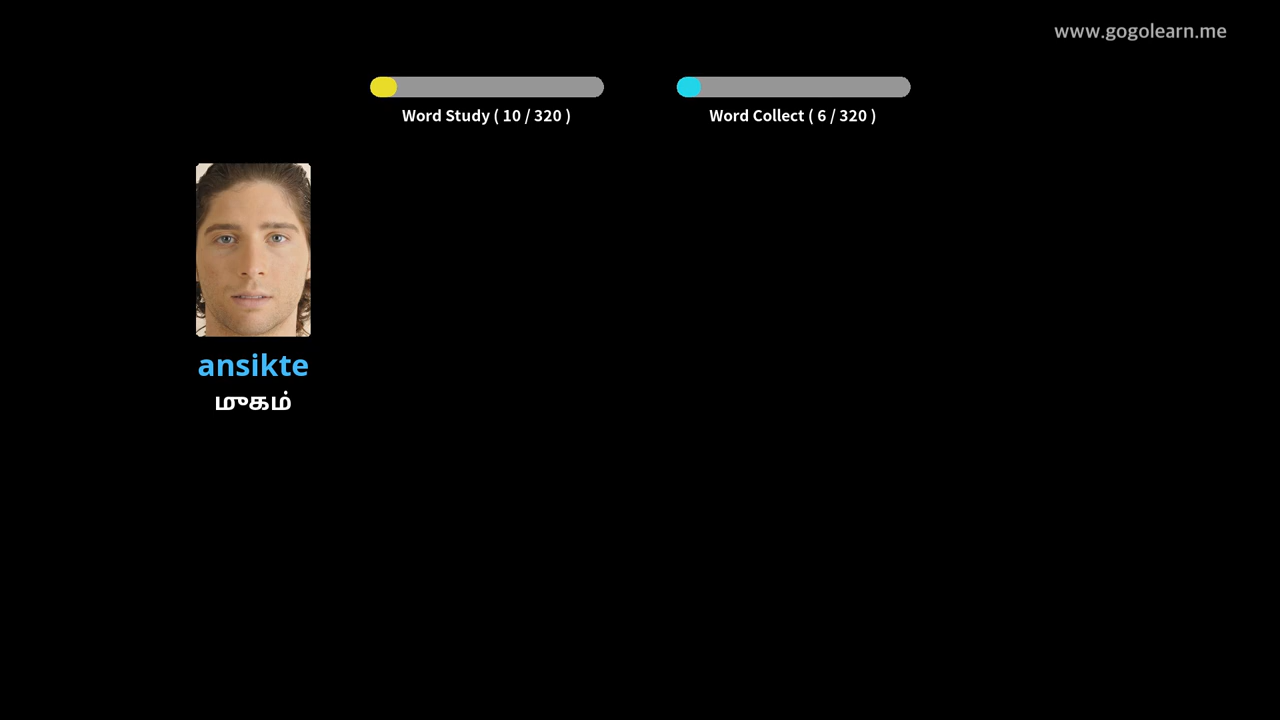 www.gogolearn.me
Word Study ( 10 / 320 )
Word Collect ( 6 / 320 )
ansikte
முகம்